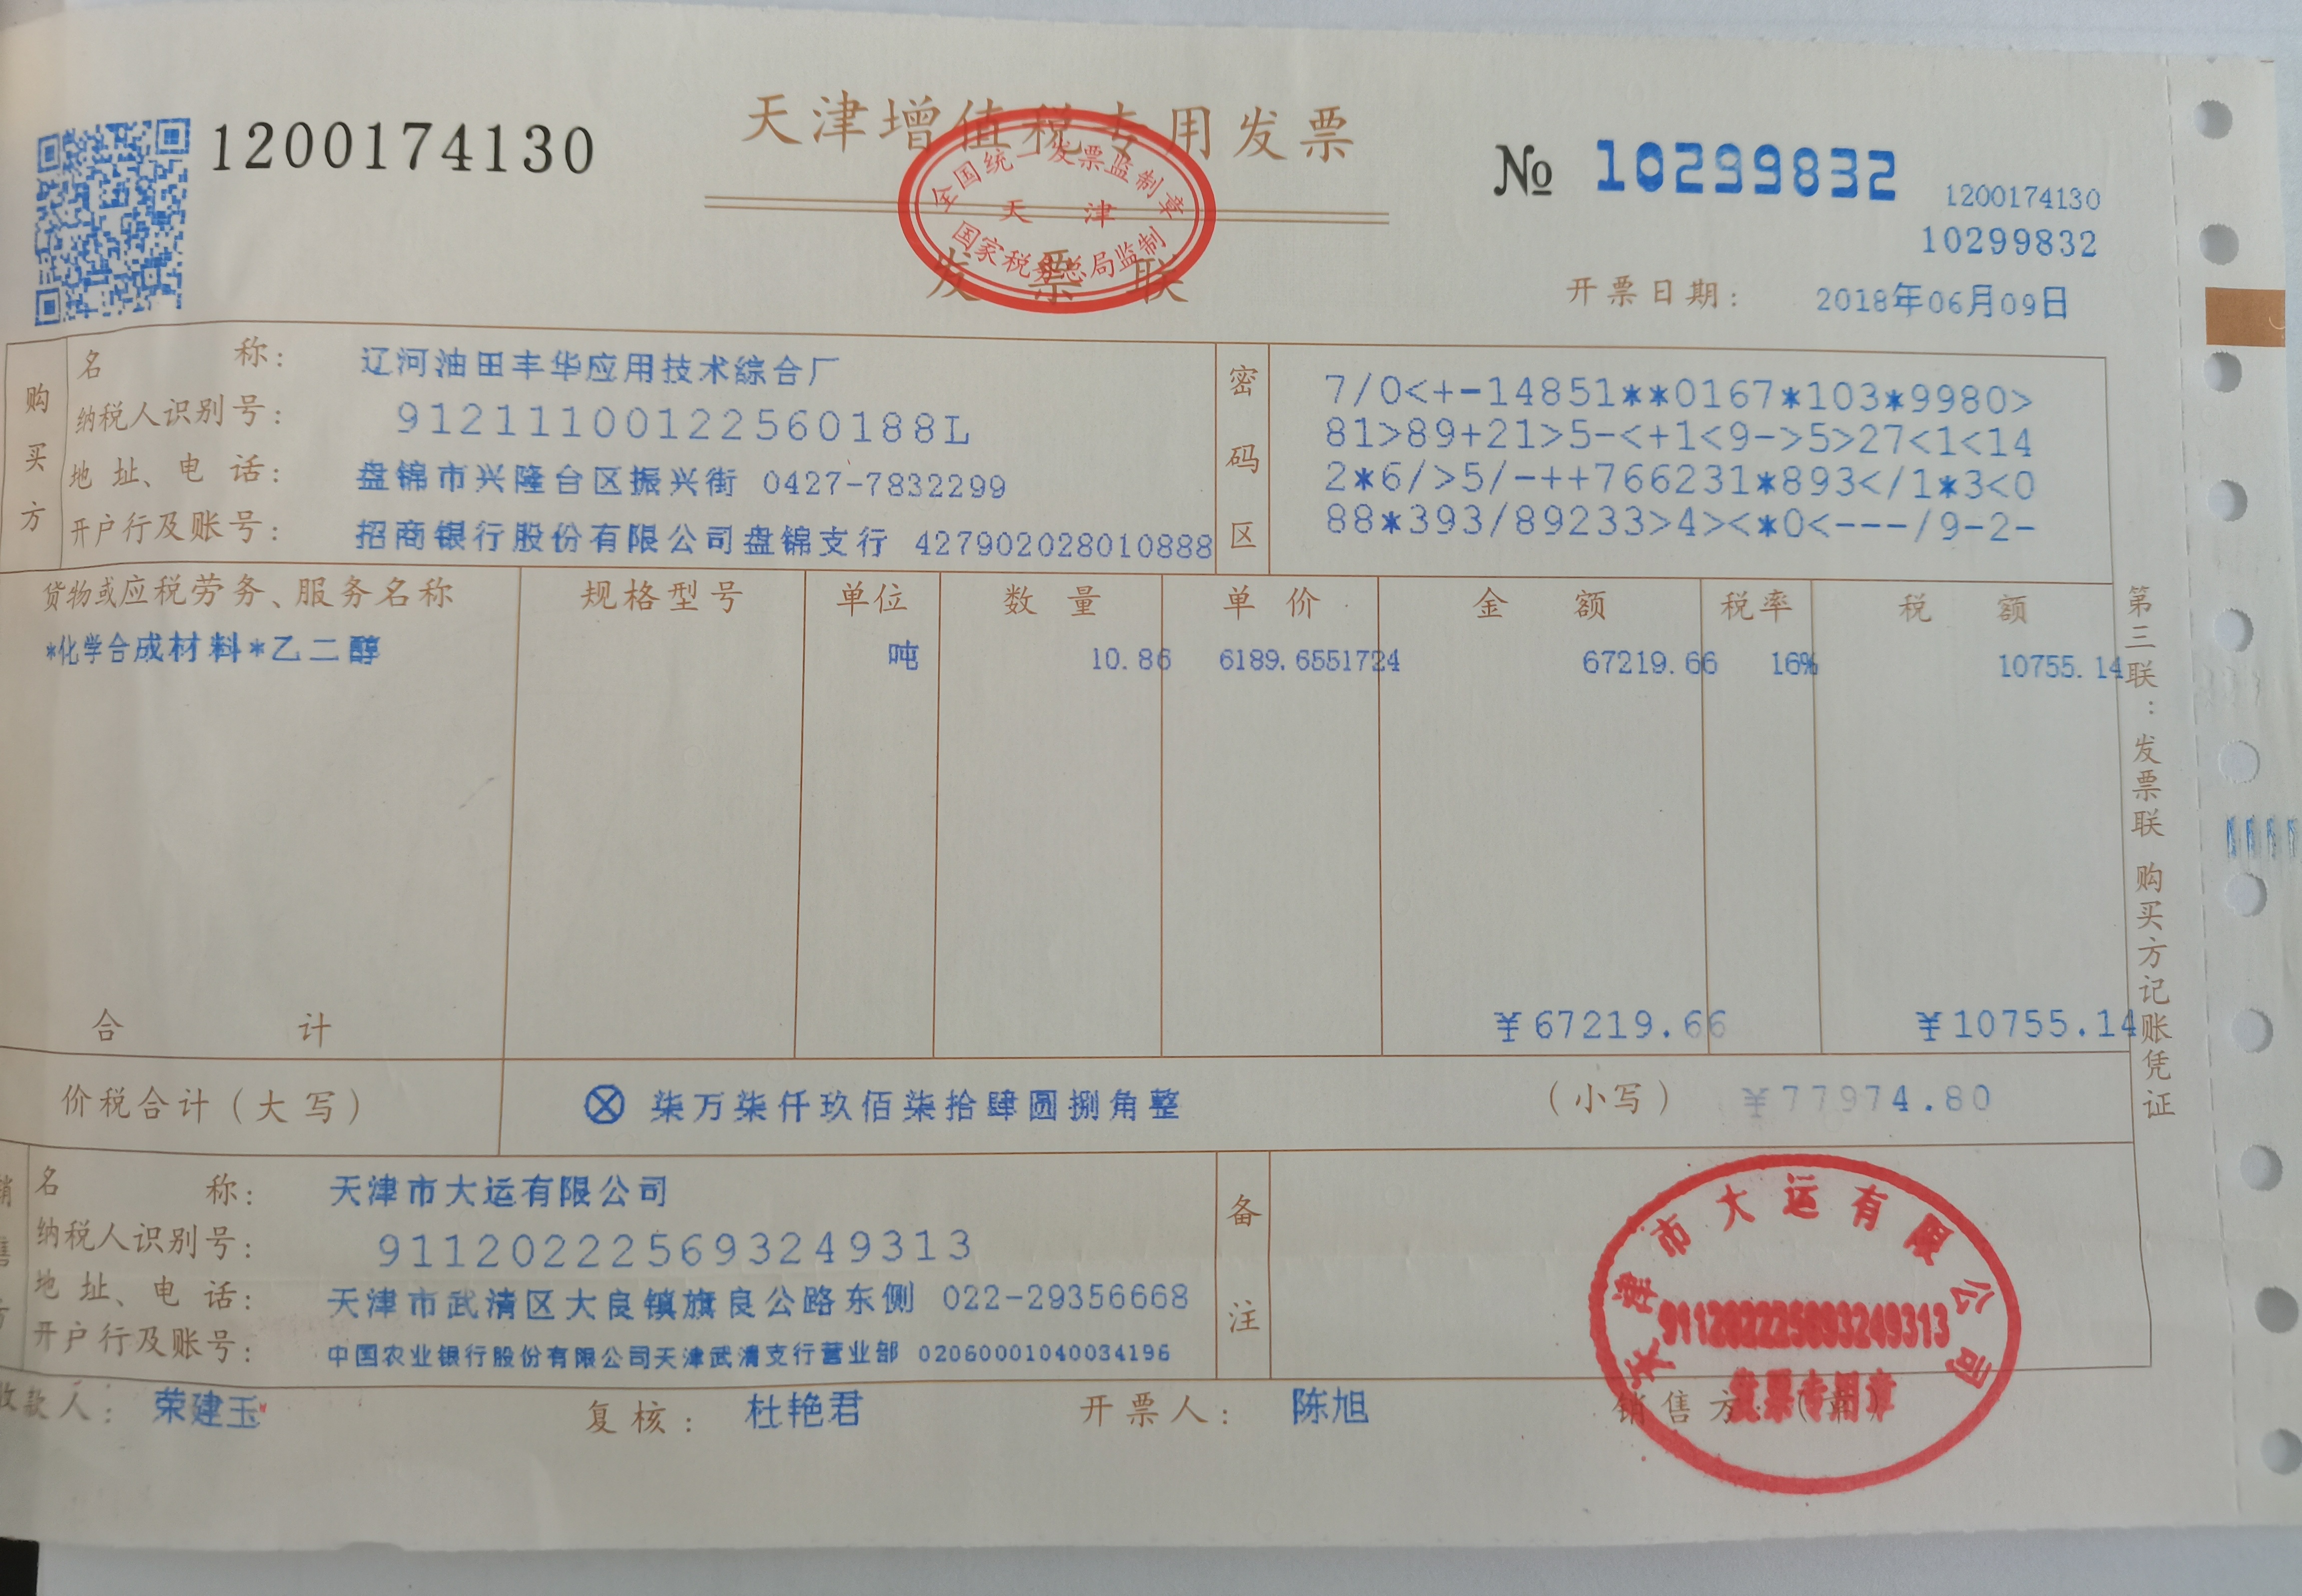 1200174130
天津增值税专用发票
全国统一发票监制章
天 津
国家税务总局监制
发票联
№ 10299832
1200174130
10299832
开票日期: 2018年06月09日
购买方
名 称: 辽河油田丰华应用技术综合厂
纳税人识别号: 91211100122560188L
地址、电话: 盘锦市兴隆台区振兴街 0427-7832299
开户行及账号: 招商银行股份有限公司盘锦支行 427902028010888
密码区
7/0<+-14851**0167*103*9980>
81>89+21>5-<+1<9->5>27<1<14
2*6/>5/-++766231*893</1*3<0
88*393/89233>4><*0<---/9-2-
货物或应税劳务、服务名称 规格型号 单位 数 量 单 价 金 额 税率 税 额
*化学合成材料*乙二醇 吨 10.86 6189.6551724 67219.66 16% 10755.14
合 计 ¥67219.66 ¥10755.14
价税合计(大写) ⊗柒万柒仟玖佰柒拾肆圆捌角整 (小写) ¥77974.80
销售方
名 称: 天津市大运有限公司
纳税人识别号: 911202225693249313
地址、电话: 天津市武清区大良镇旗良公路东侧 022-29356668
开户行及账号: 中国农业银行股份有限公司天津武清支行营业部 02060001040034196
备注
天津市大运有限公司
911202225693249313
发票专用章
收款人: 荣建玉 复核: 杜艳君 开票人: 陈旭 销售方:(章)
第三联:发票联 购买方记账凭证